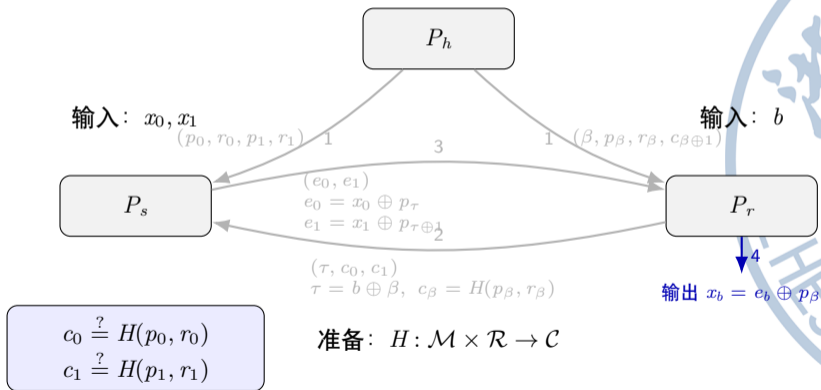 P_h
输入：x_0, x_1
输入：b
(p_0, r_0, p_1, r_1)
1
1
(β, p_β, r_β, c_{β⊕1})
3
P_s
P_r
(e_0, e_1)
e_0 = x_0 ⊕ p_τ
e_1 = x_1 ⊕ p_{τ⊕1}
2
(τ, c_0, c_1)
τ = b ⊕ β, c_β = H(p_β, r_β)
4
输出 x_b = e_b ⊕ p_β
c_0 ≟ H(p_0, r_0)
c_1 ≟ H(p_1, r_1)
准备：H : M × R → C